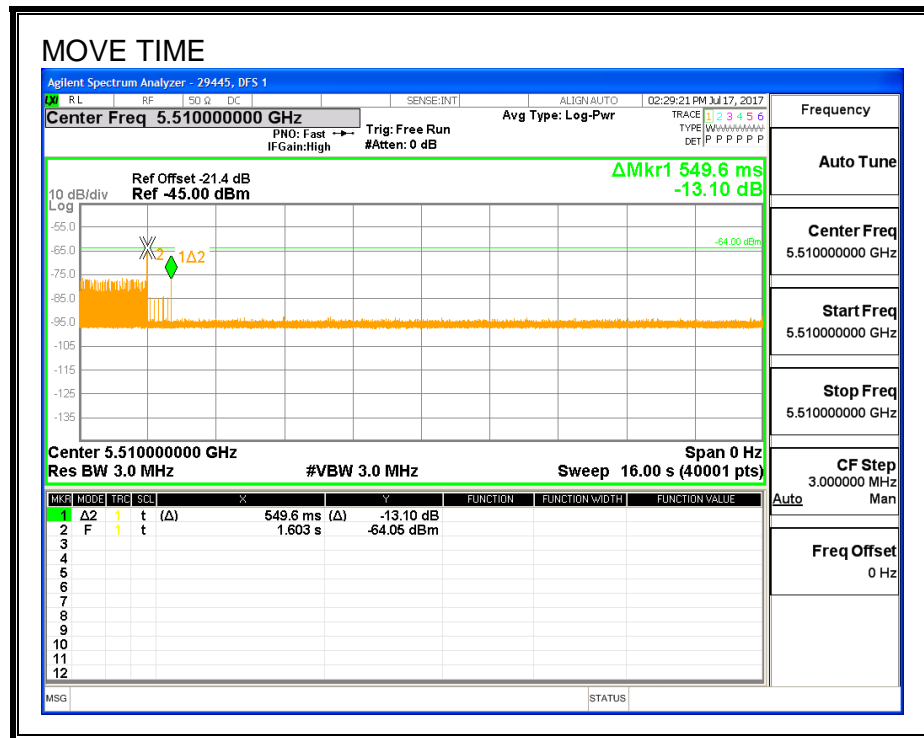 MOVE TIME
Agilent Spectrum Analyzer - 29445, DFS 1
LXI RL RF 50 Ω DC SENSE:INT ALIGN AUTO 02:29:21 PM Jul 17, 2017
Center Freq 5.510000000 GHz
PNO: Fast
IFGain:High
Trig: Free Run
#Atten: 0 dB
Avg Type: Log-Pwr
TRACE 1 2 3 4 5 6
TYPE WWWWWW
DET P P P P P P
Ref Offset -21.4 dB
10 dB/div Ref -45.00 dBm
Log
ΔMkr1 549.6 ms
-13.10 dB
-55.0
-65.0
-75.0
-85.0
-95.0
-105
-115
-125
-135
2
1Δ2
-64.00 dBm
Center 5.510000000 GHz Span 0 Hz
Res BW 3.0 MHz #VBW 3.0 MHz Sweep 16.00 s (40001 pts)
MKR MODE TRC SCL X Y FUNCTION FUNCTION WIDTH FUNCTION VALUE
1 Δ2 1 t (Δ) 549.6 ms (Δ) -13.10 dB
2 F 1 t 1.603 s -64.05 dBm
3
4
5
6
7
8
9
10
11
12
MSG STATUS
Frequency
Auto Tune
Center Freq
5.510000000 GHz
Start Freq
5.510000000 GHz
Stop Freq
5.510000000 GHz
CF Step
3.000000 MHz
Auto Man
Freq Offset
0 Hz